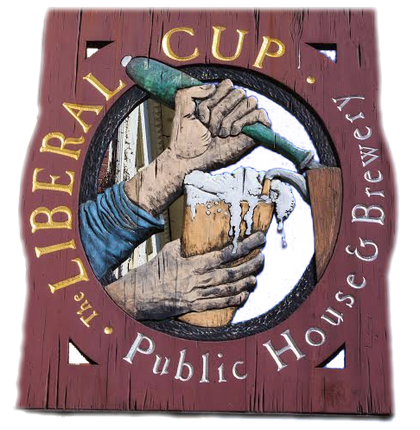 · The LIBERAL CUP ·
Public House & Brewery